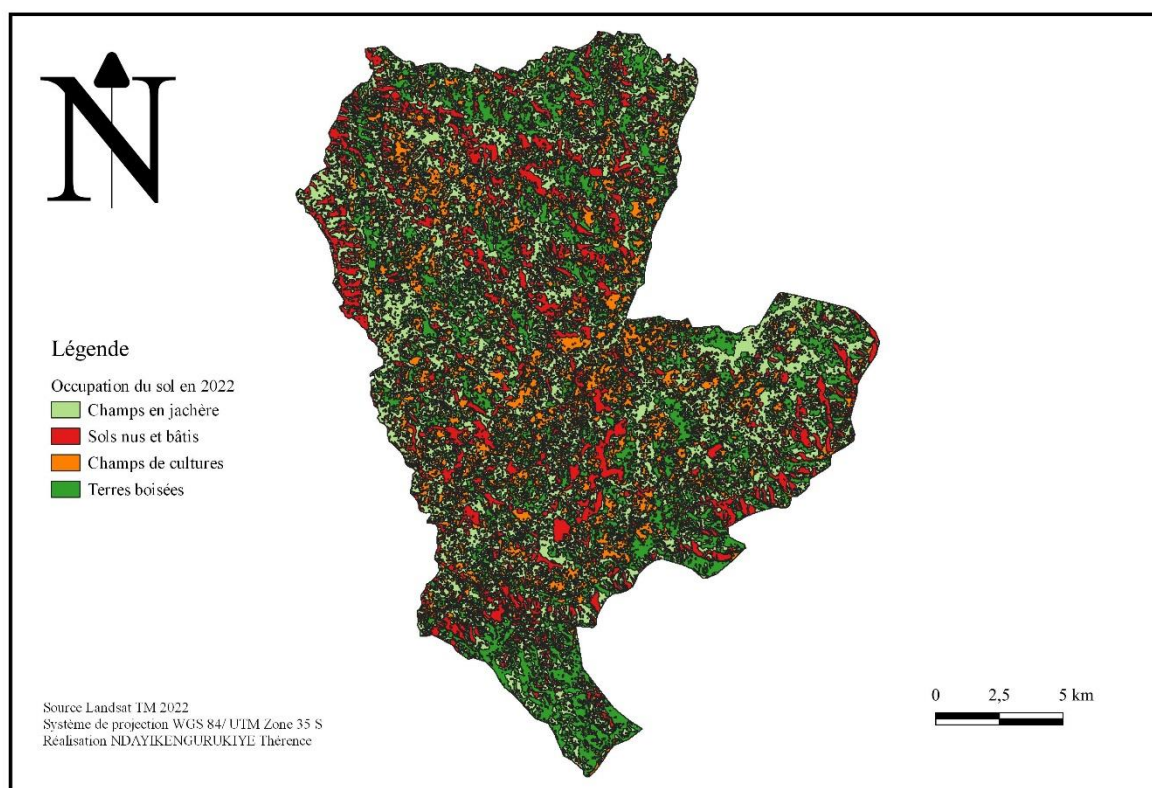 N
Légende
Occupation du sol en 2022
Champs en jachère
Sols nus et bâtis
Champs de cultures
Terres boisées
Source Landsat TM 2022
Système de projection WGS 84/ UTM Zone 35 S
Réalisation NDAYIKENGURUKIYE Thérence
0 2,5 5 km